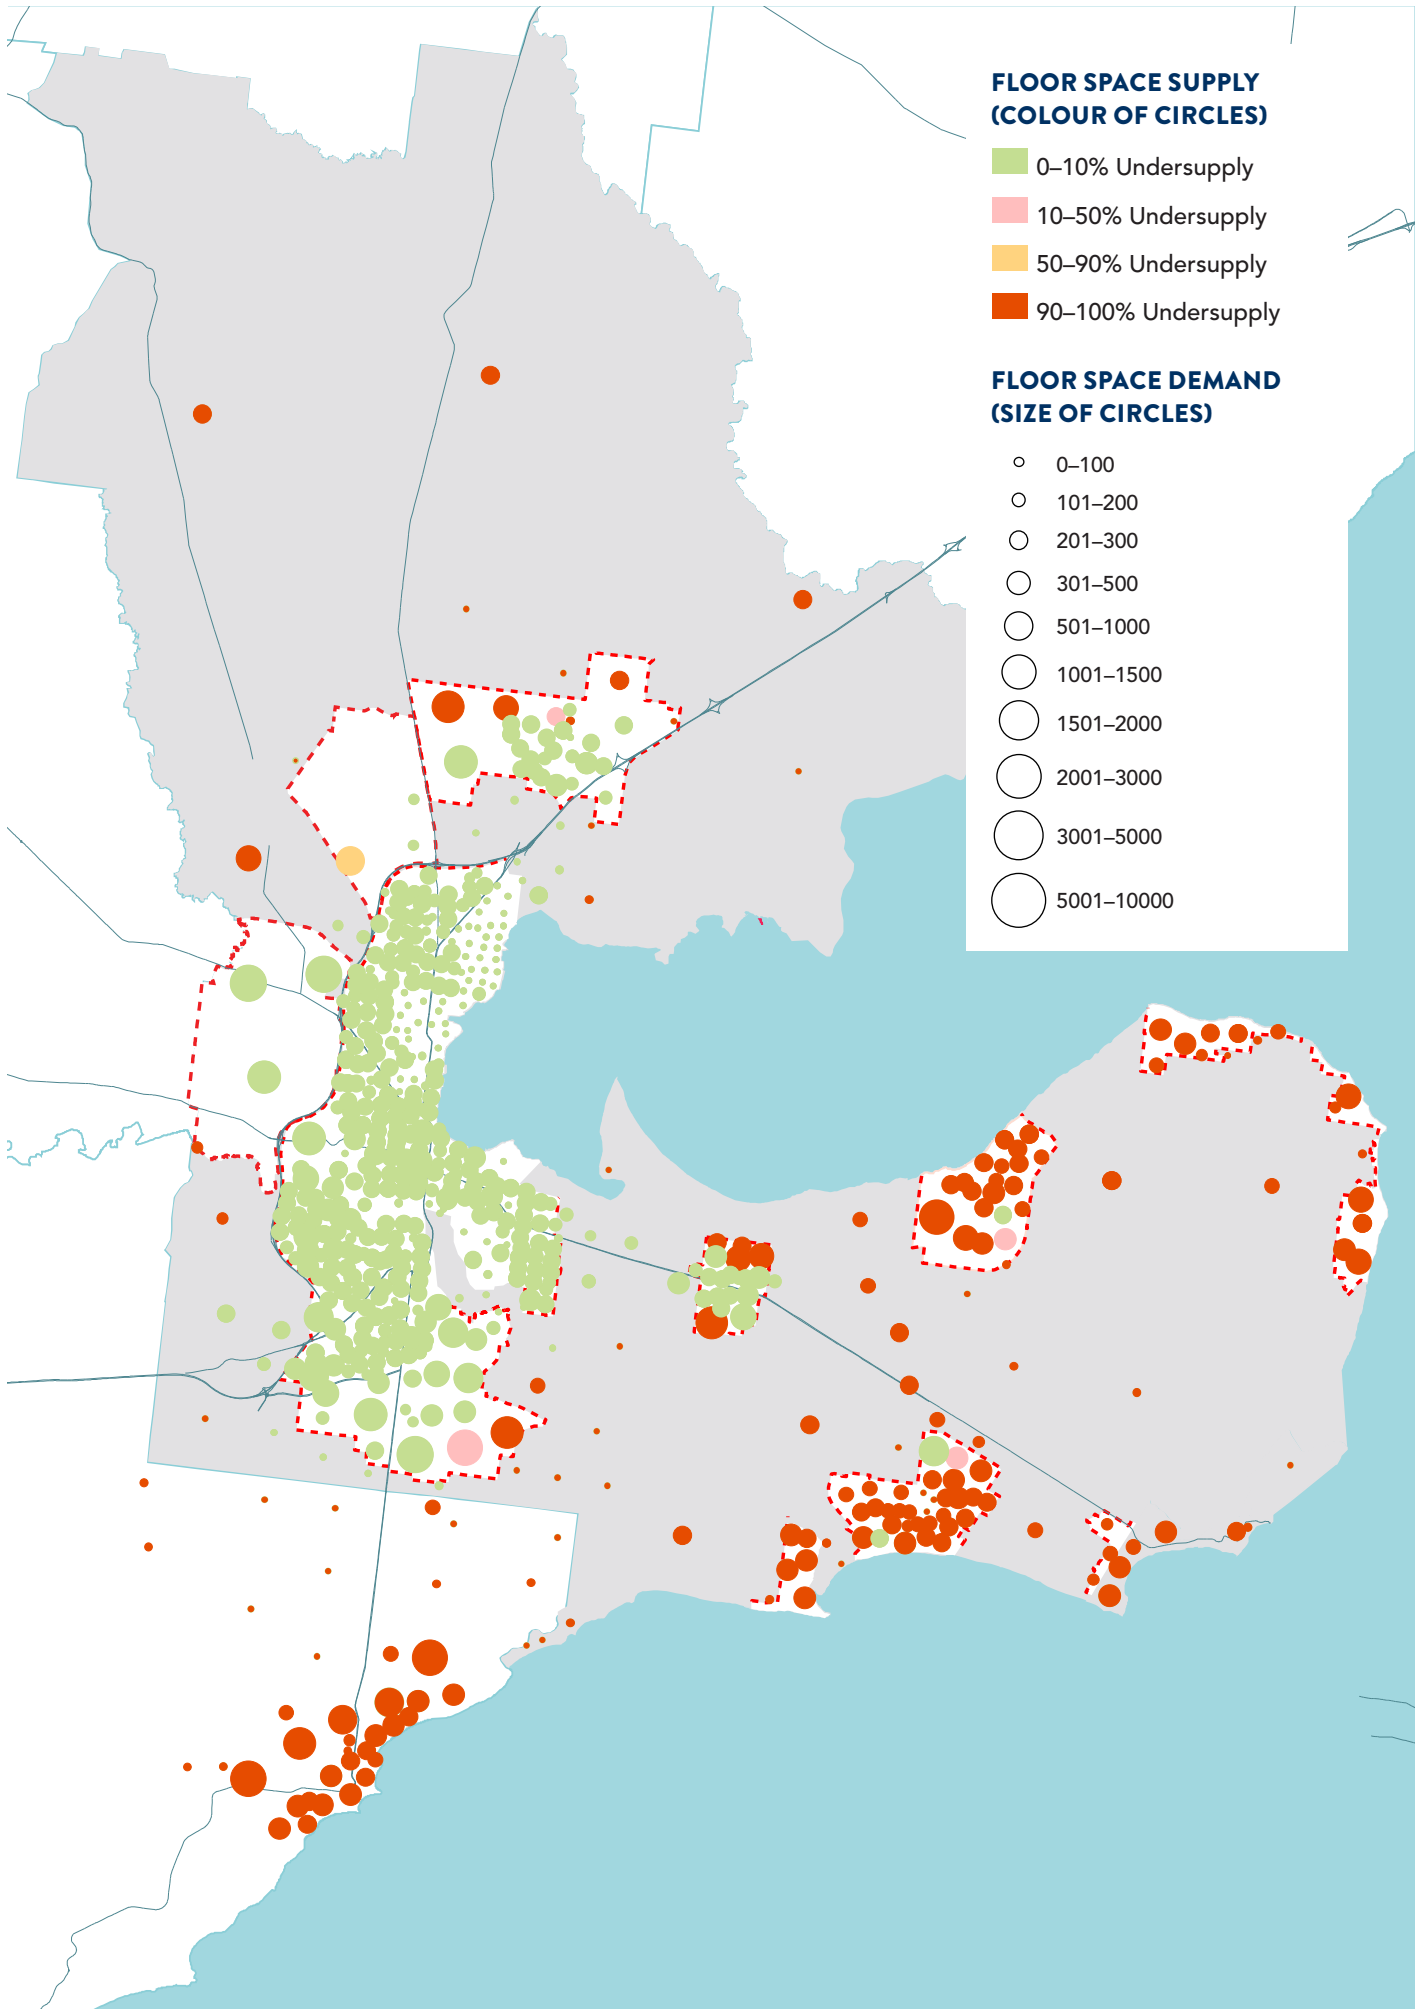 FLOOR SPACE SUPPLY
(COLOUR OF CIRCLES)
0–10% Undersupply
10–50% Undersupply
50–90% Undersupply
90–100% Undersupply
FLOOR SPACE DEMAND
(SIZE OF CIRCLES)
0–100
101–200
201–300
301–500
501–1000
1001–1500
1501–2000
2001–3000
3001–5000
5001–10000